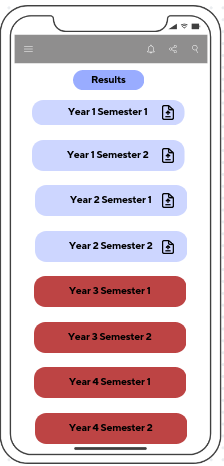 Results
Year 1 Semester 1
Year 1 Semester 2
Year 2 Semester 1
Year 2 Semester 2
Year 3 Semester 1
Year 3 Semester 2
Year 4 Semester 1
Year 4 Semester 2